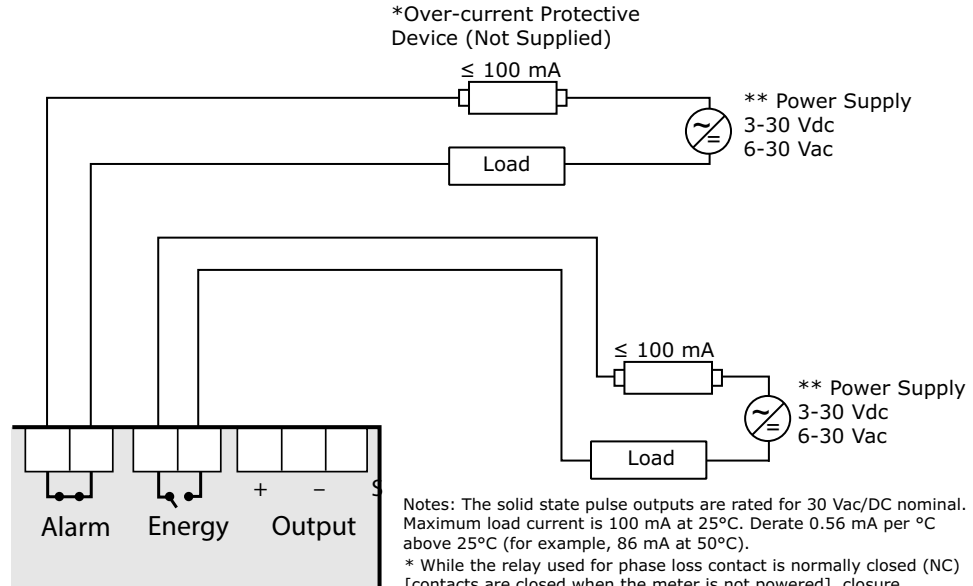 *Over-current Protective
Device (Not Supplied)
≤ 100 mA
** Power Supply
3-30 Vdc
6-30 Vac
Load
≤ 100 mA
** Power Supply
3-30 Vdc
6-30 Vac
Load
+ – S
Alarm Energy Output
Notes: The solid state pulse outputs are rated for 30 Vac/DC nominal.
Maximum load current is 100 mA at 25°C. Derate 0.56 mA per °C
above 25°C (for example, 86 mA at 50°C).
* While the relay used for phase loss contact is normally closed (NC)
[contacts are closed when the meter is not powered], closure